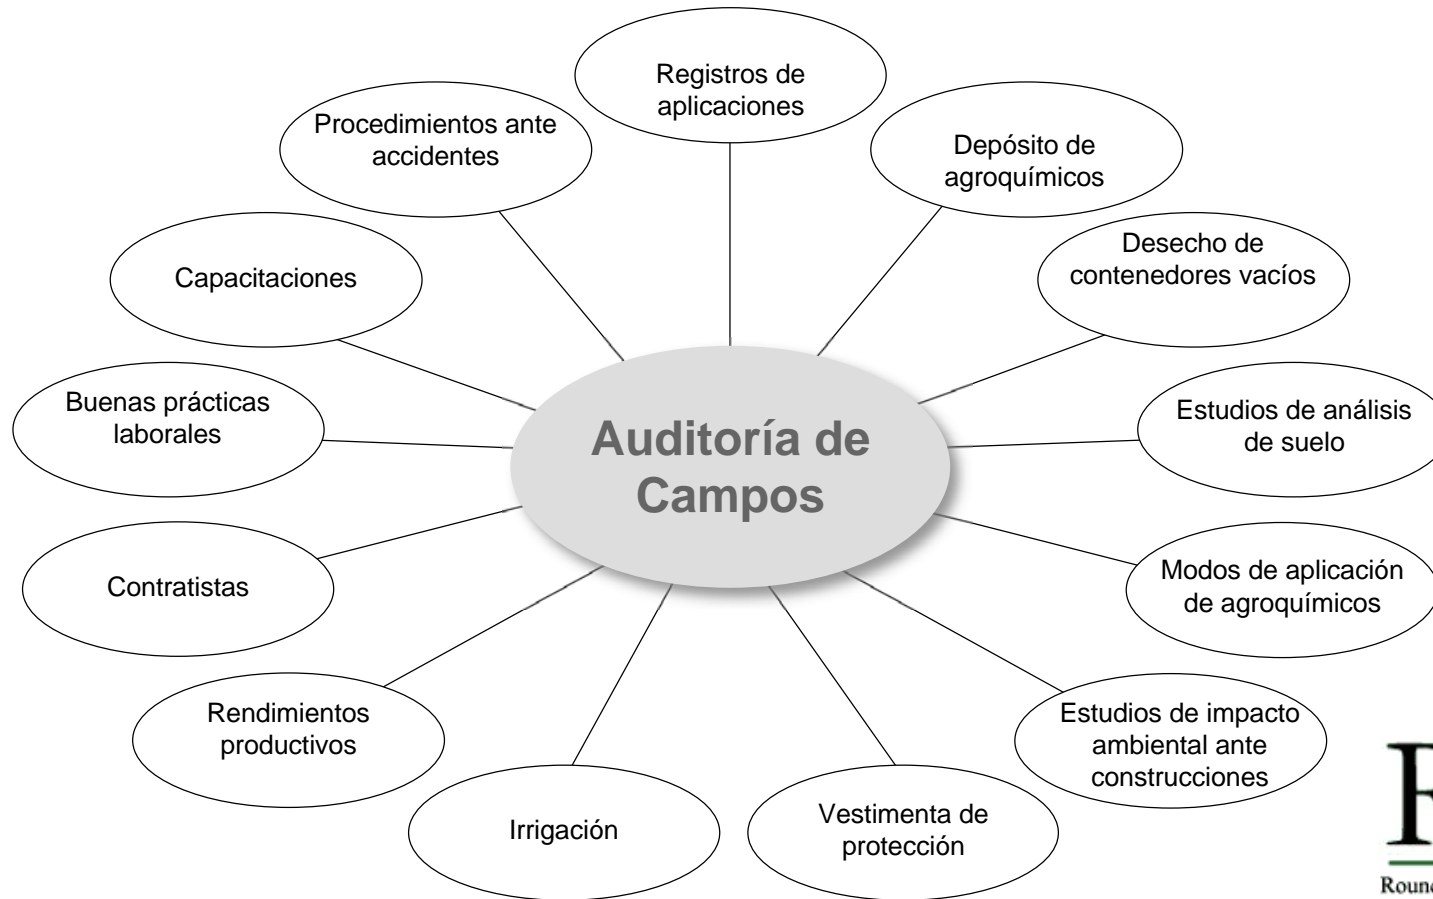 Registros de
aplicaciones
Depósito de
agroquímicos
Desecho de
contenedores vacíos
Estudios de análisis
de suelo
Modos de aplicación
de agroquímicos
Estudios de impacto
ambiental ante
construcciones
Vestimenta de
protección
Irrigación
Rendimientos
productivos
Contratistas
Buenas prácticas
laborales
Capacitaciones
Procedimientos ante
accidentes
Auditoría de
Campos